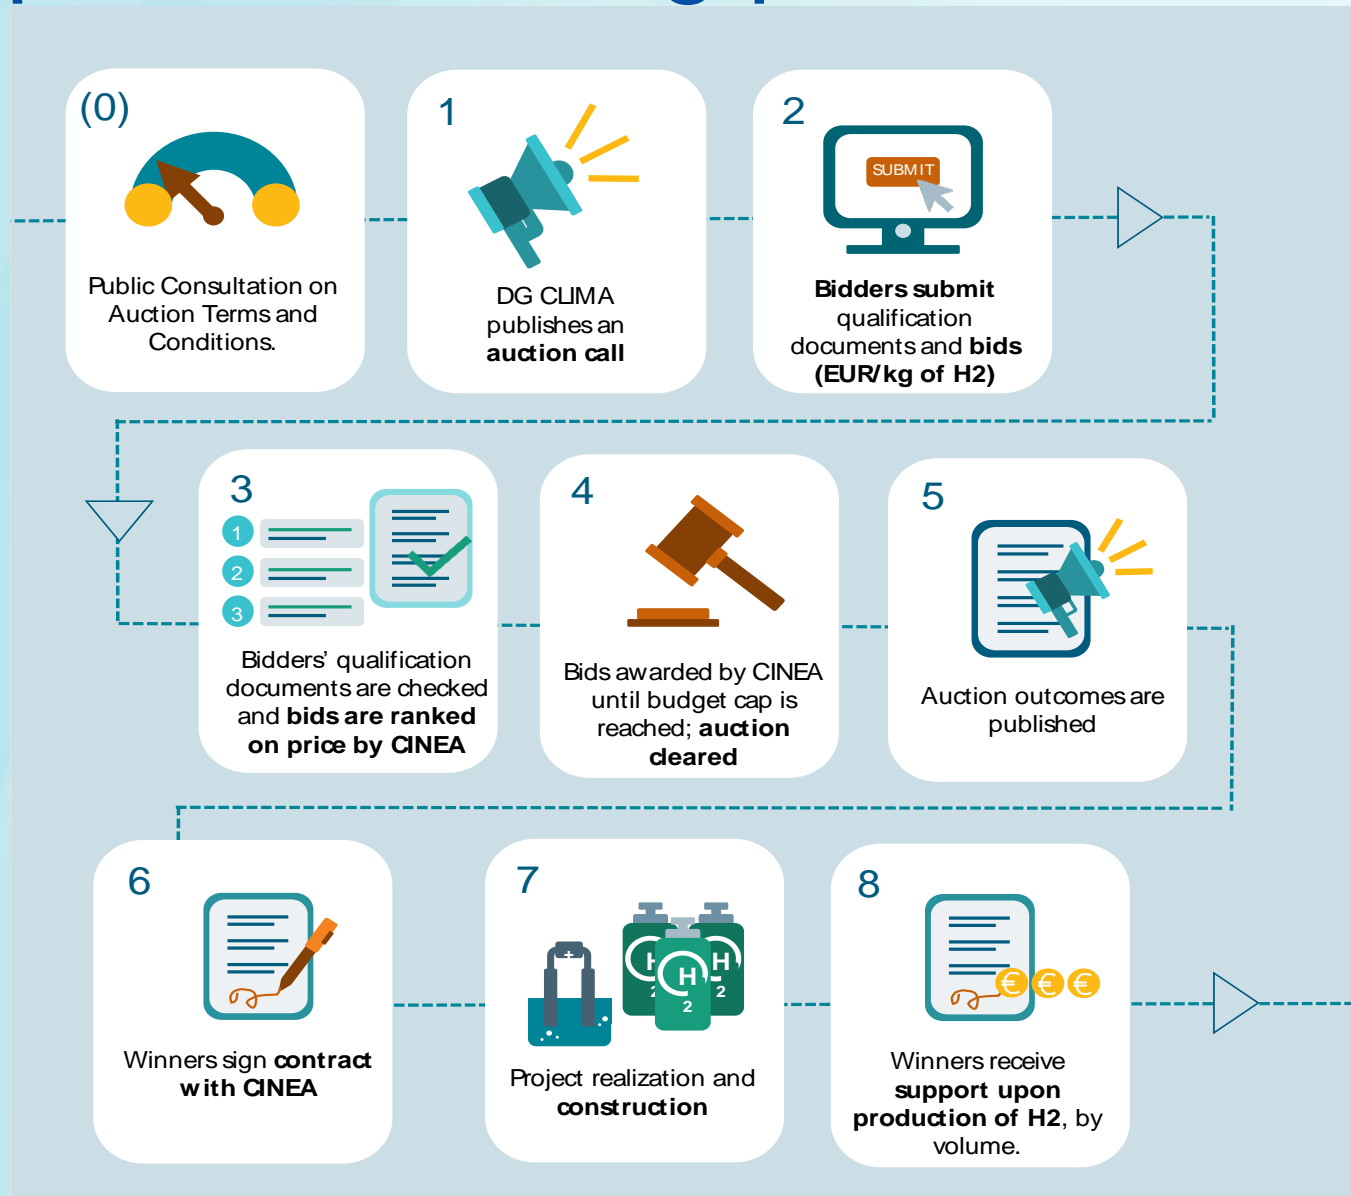 (0)
Public Consultation on
Auction Terms and
Conditions.
1
DG CLIMA
publishes an
auction call
2
SUBMIT
Bidders submit
qualification
documents and bids
(EUR/kg of H2)
3
1
2
3
Bidders' qualification
documents are checked
and bids are ranked
on price by CINEA
4
Bids awarded by CINEA
until budget cap is
reached; auction
cleared
5
Auction outcomes are
published
6
Winners sign contract
with CINEA
7
+
H
2
H
2
H
2
Project realization and
construction
8
€ € €
Winners receive
support upon
production of H2, by
volume.